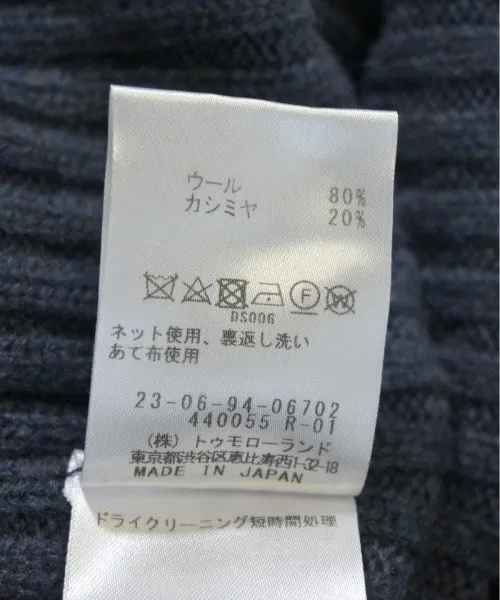 ウール 80%
カシミヤ 20%
F W
DS006
ネット使用、裏返し洗い
あて布使用
23-06-94-06702
440055 R-01
(株) トゥモローランド
東京都渋谷区恵比寿西1-32-18
MADE IN JAPAN
ドライクリーニング短時間処理